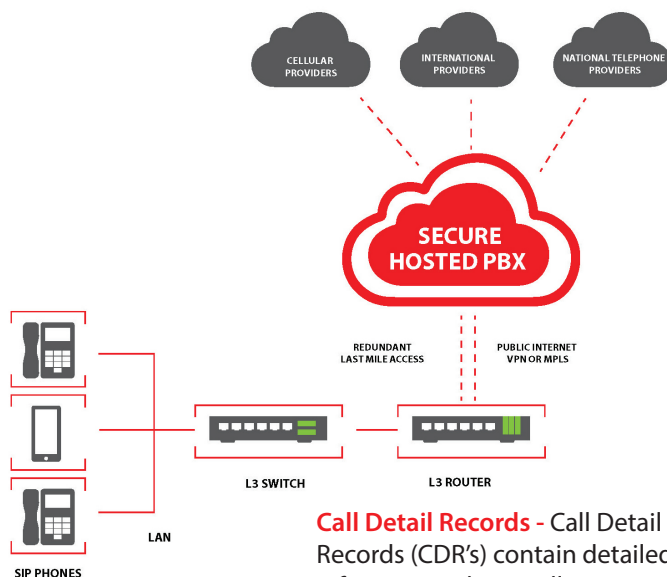 CELLULAR
PROVIDERS
INTERNATIONAL
PROVIDERS
NATIONAL TELEPHONE
PROVIDERS
SECURE
HOSTED PBX
REDUNDANT
LAST MILE ACCESS
PUBLIC INTERNET
VPN OR MPLS
L3 SWITCH
L3 ROUTER
LAN
SIP PHONES
Call Detail Records - Call Detail
Records (CDR's) contain detailed